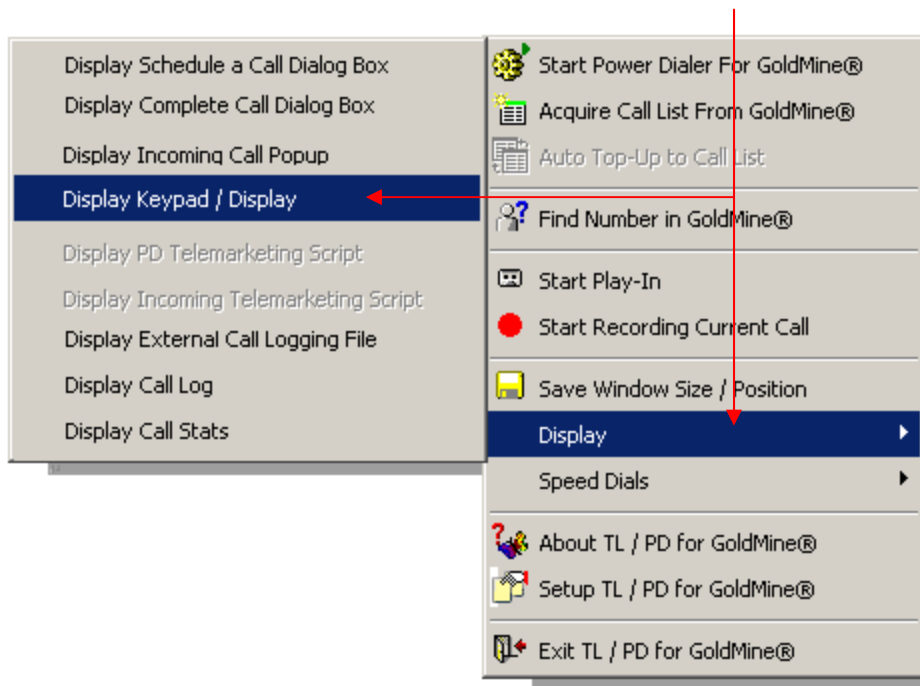 Display Schedule a Call Dialog Box
Display Complete Call Dialog Box
Display Incoming Call Popup
Display Keypad / Display
Display PD Telemarketing Script
Display Incoming Telemarketing Script
Display External Call Logging File
Display Call Log
Display Call Stats
Start Power Dialer For GoldMine®
Acquire Call List From GoldMine®
Auto Top-Up to Call List
Find Number in GoldMine®
Start Play-In
Start Recording Current Call
Save Window Size / Position
Display
Speed Dials
About TL / PD for GoldMine®
Setup TL / PD for GoldMine®
Exit TL / PD for GoldMine®